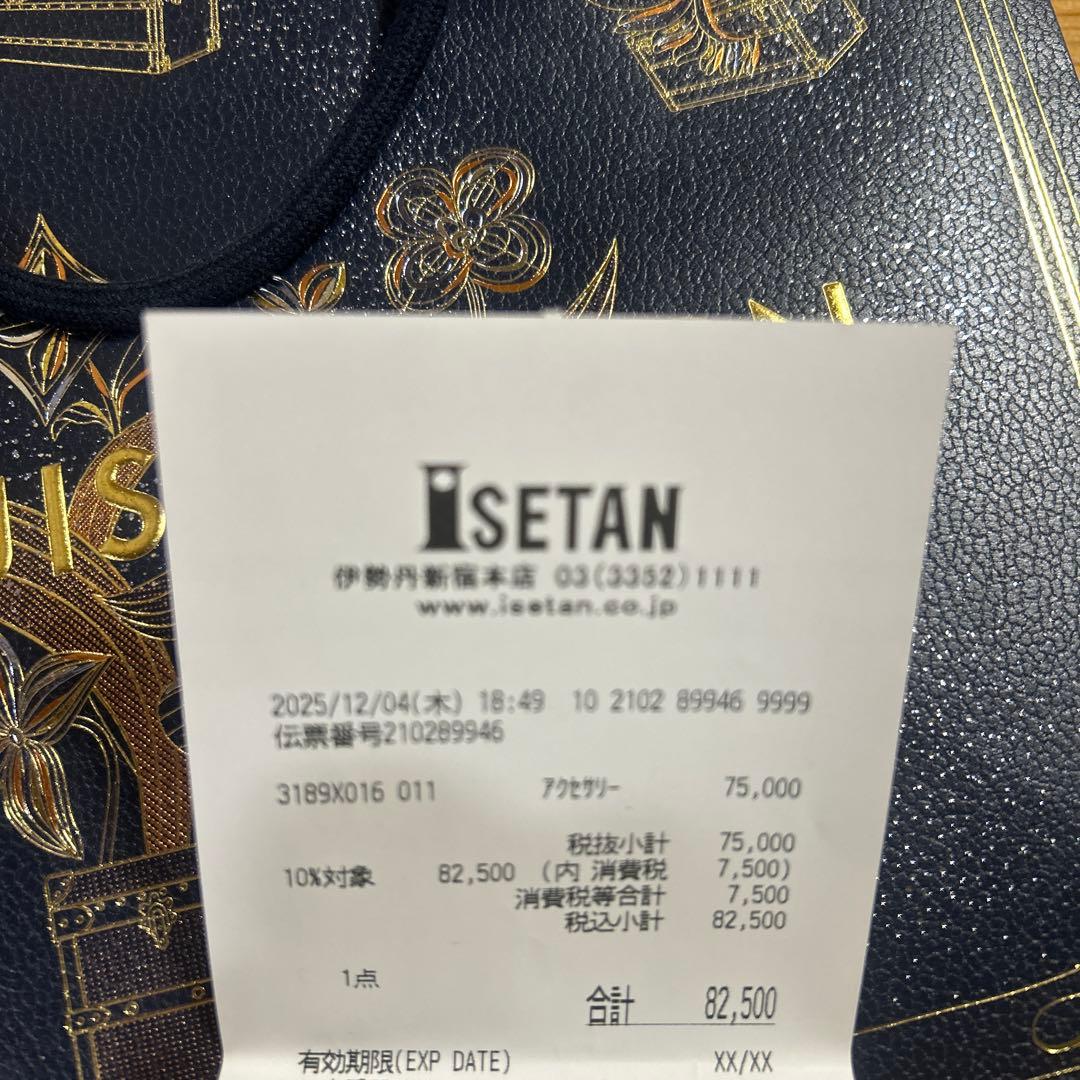 N
UIS
ISETAN
伊勢丹新宿本店 03(3352)1111
www.isetan.co.jp
2025/12/04(木) 18:49 10 2102 89946 9999
伝票番号210289946
3189X016 011 ｱｸｾｻﾘｰ 75,000
税抜小計 75,000
10%対象 82,500 (内 消費税 7,500)
消費税等合計 7,500
税込小計 82,500
1点
合計 82,500
有効期限(EXP DATE) XX/XX